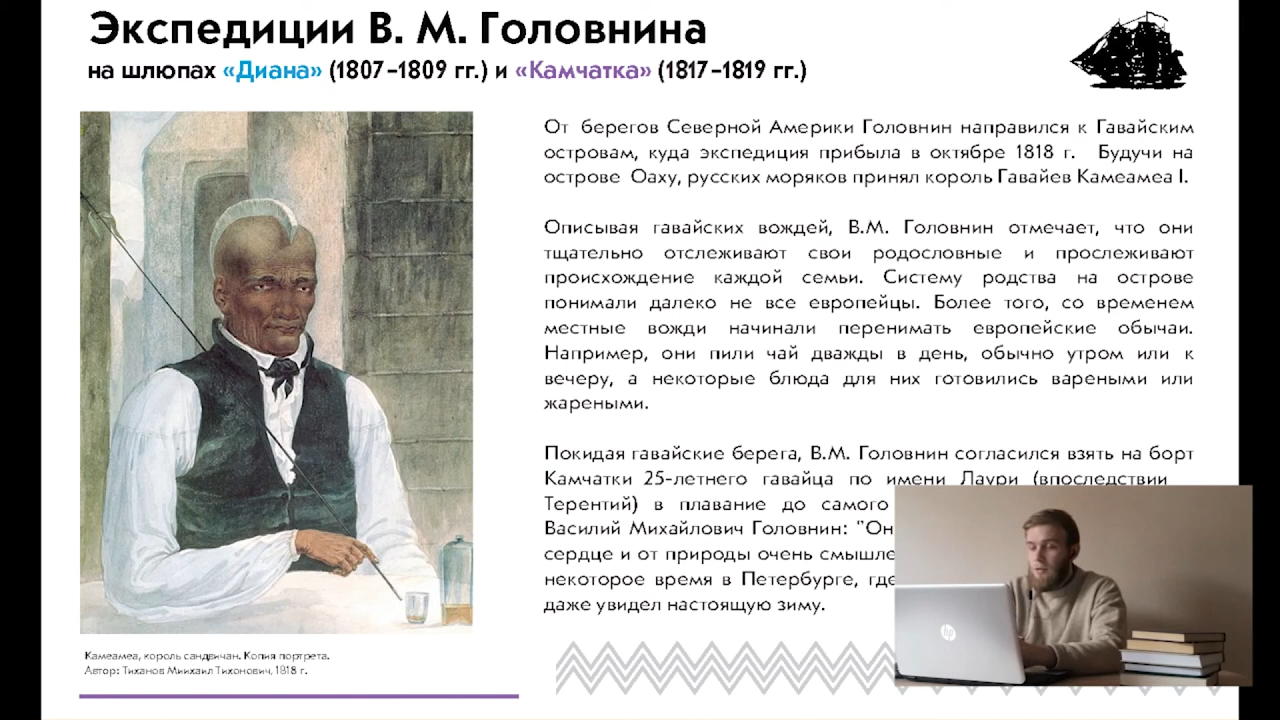 Экспедиции В. М. Головнина
на шлюпах «Диана» (1807–1809 гг.) и «Камчатка» (1817–1819 гг.)
От берегов Северной Америки Головнин направился к Гавайским
островам, куда экспедиция прибыла в октябре 1818 г. Будучи на
острове Оаху, русских моряков принял король Гавайев Камеамеа I.
Описывая гавайских вождей, В.М. Головнин отмечает, что они
тщательно отслеживают свои родословные и прослеживают
происхождение каждой семьи. Систему родства на острове
понимали далеко не все европейцы. Более того, со временем
местные вожди начинали перенимать европейские обычаи.
Например, они пили чай дважды в день, обычно утром или к
вечеру, а некоторые блюда для них готовились вареными или
жареными.
Покидая гавайские берега, В.М. Головнин согласился взять на борт
Камчатки 25-летнего гавайца по имени Лаури (впоследствии
Терентий) в плавание до самого
Василий Михайлович Головнин: "Он
сердце и от природы очень
некоторое время в Петербурге,
даже увидел настоящую зиму.
Камеамеа, король сандвичан. Копия портрета.
Автор: Тиханов Миихаил Тихонович, 1818 г.
hp